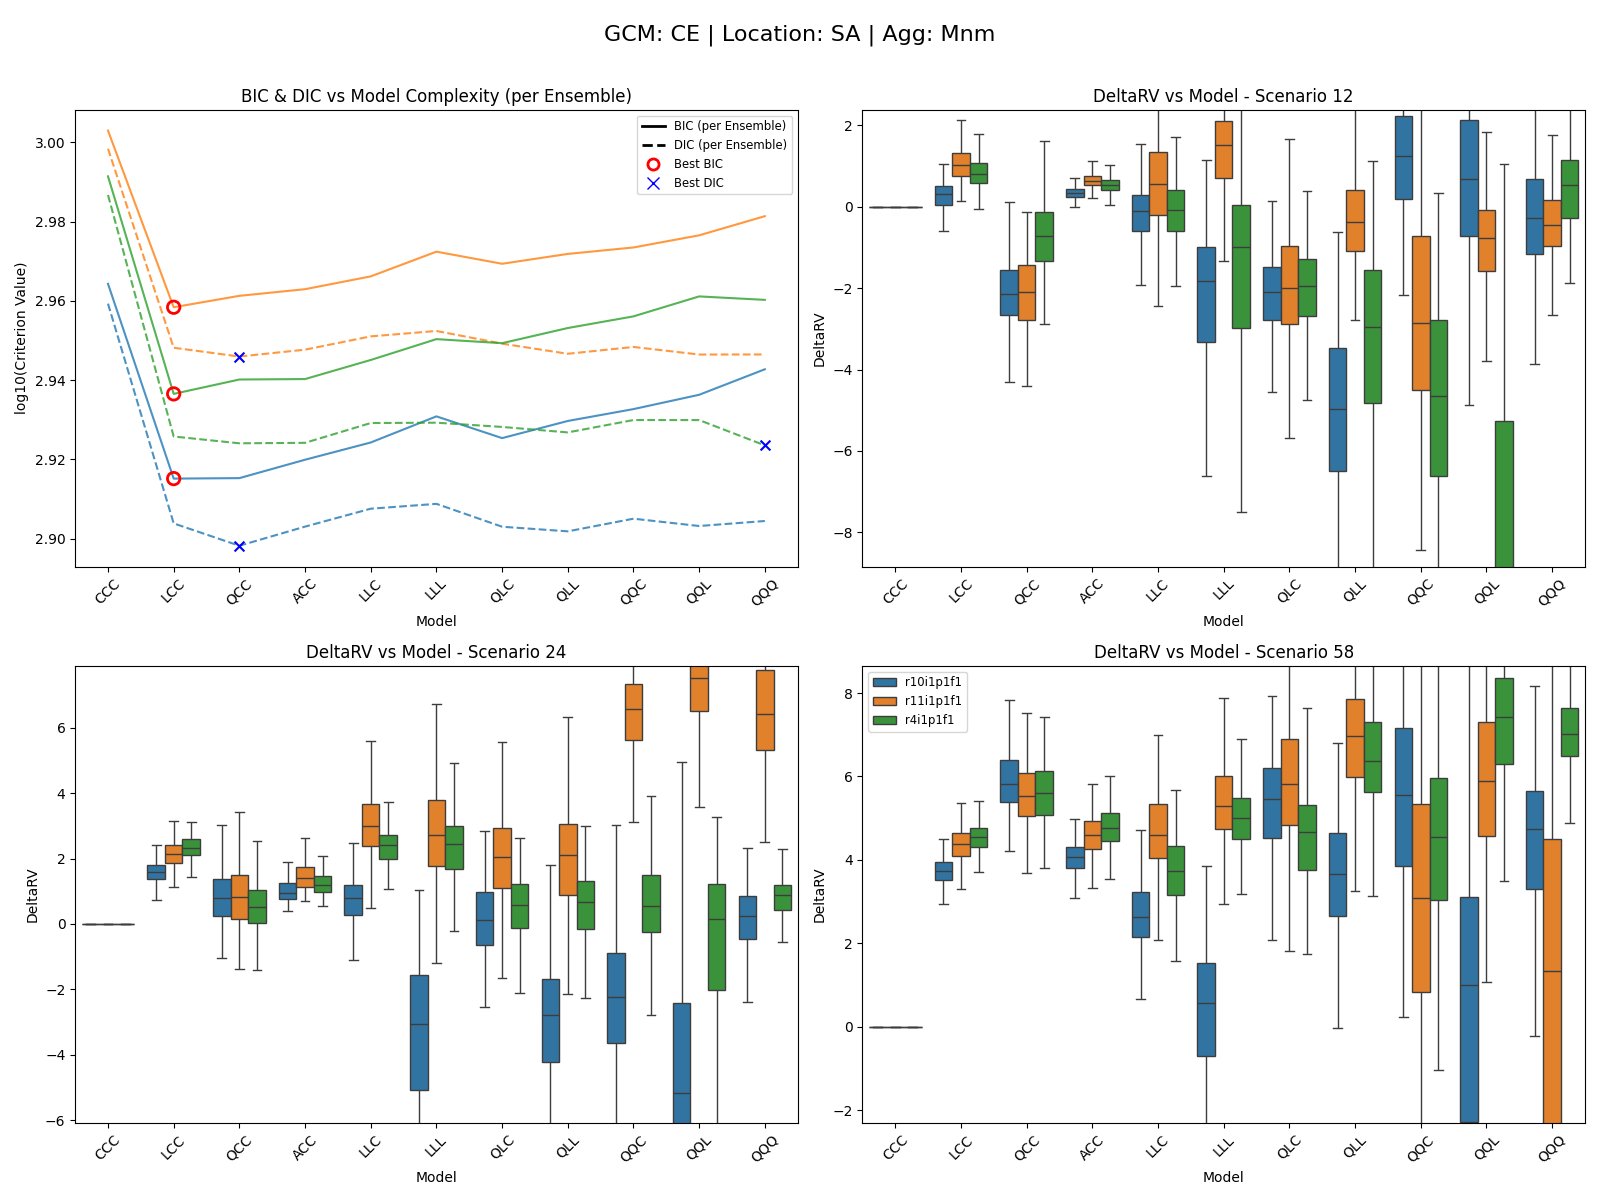 GCM: CE | Location: SA | Agg: Mnm
BIC & DIC vs Model Complexity (per Ensemble)
log10(Criterion Value)
3.00
2.98
2.96
2.94
2.92
2.90
BIC (per Ensemble)
DIC (per Ensemble)
Best BIC
Best DIC
CCC LCC QCC ACC LLC LLL QLC QLL QQC QQL QQQ
Model
DeltaRV vs Model - Scenario 12
DeltaRV
2
0
−2
−4
−6
−8
CCC LCC QCC ACC LLC LLL QLC QLL QQC QQL QQQ
Model
DeltaRV vs Model - Scenario 24
DeltaRV
6
4
2
0
−2
−4
−6
CCC LCC QCC ACC LLC LLL QLC QLL QQC QQL QQQ
Model
DeltaRV vs Model - Scenario 58
DeltaRV
8
6
4
2
0
−2
r10i1p1f1
r11i1p1f1
r4i1p1f1
CCC LCC QCC ACC LLC LLL QLC QLL QQC QQL QQQ
Model